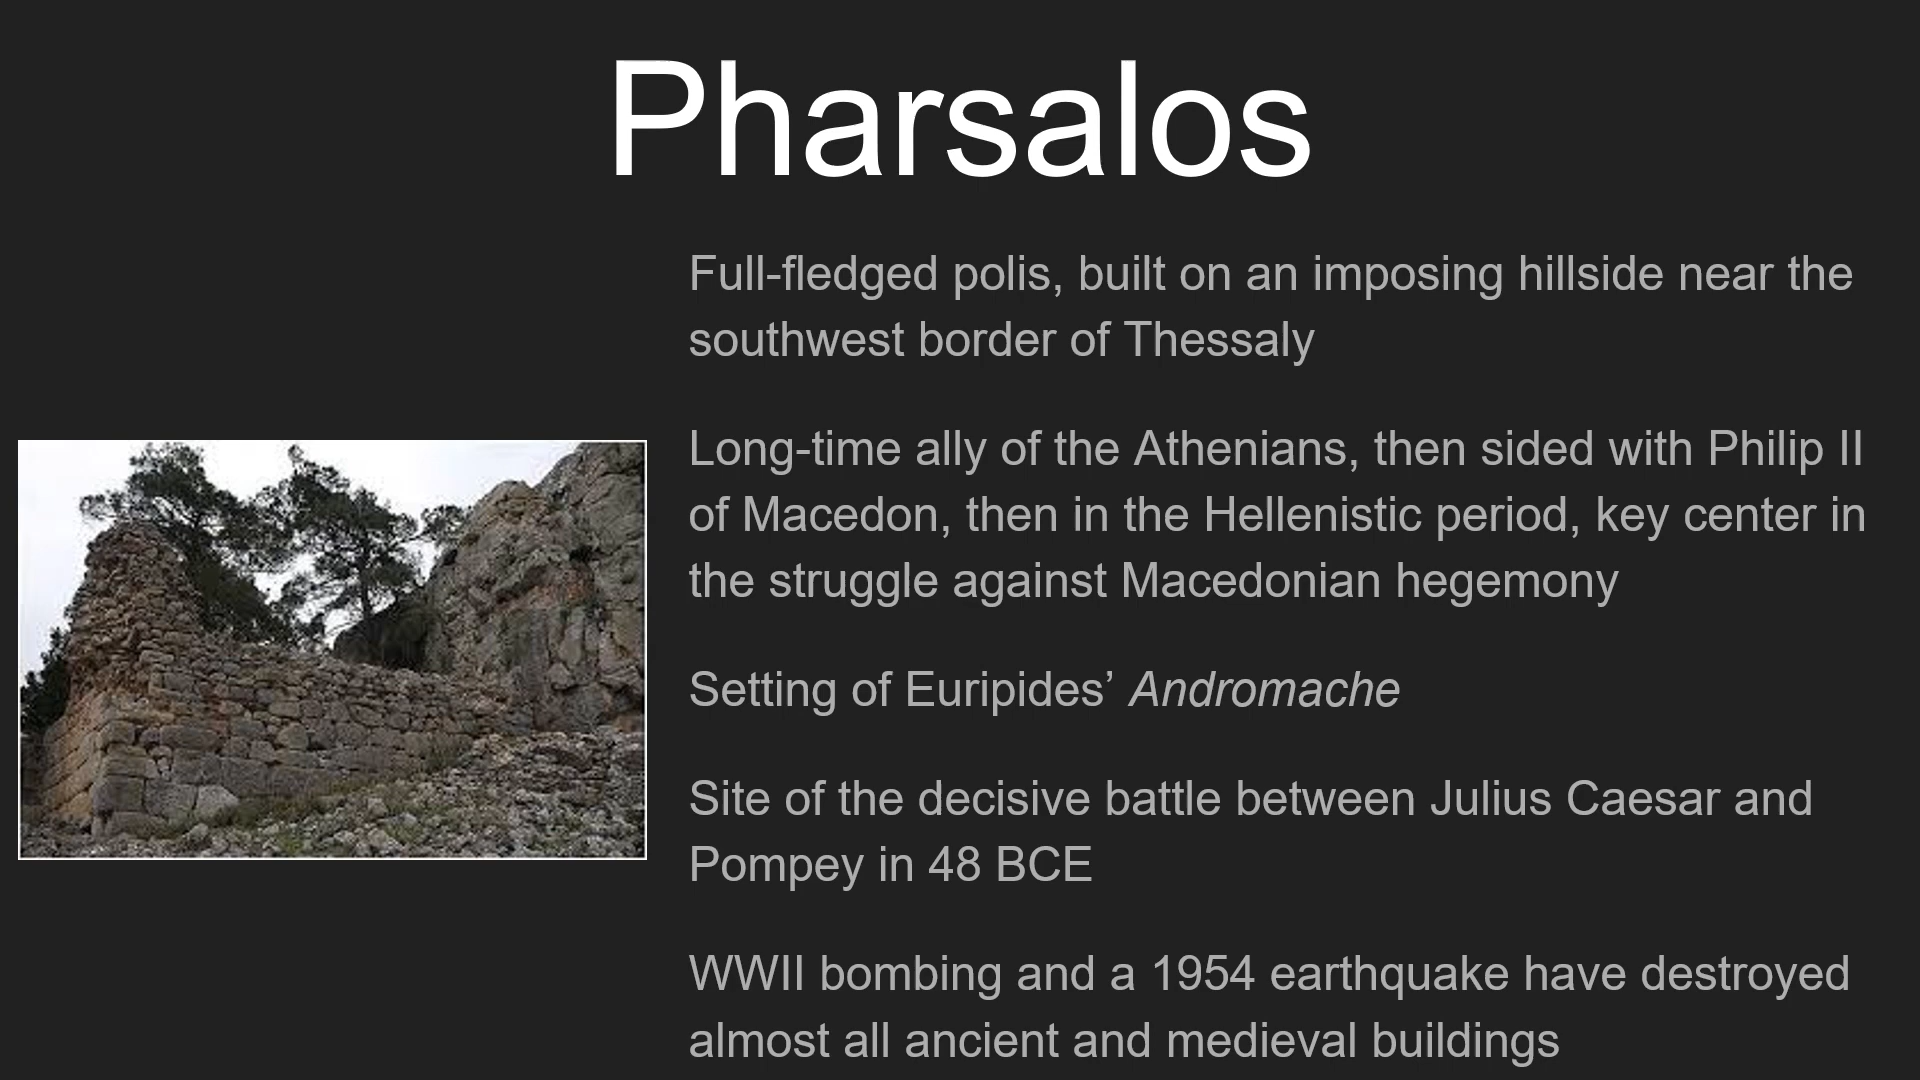 Pharsalos
Full-fledged polis, built on an imposing hillside near the
southwest border of Thessaly
Long-time ally of the Athenians, then sided with Philip II
of Macedon, then in the Hellenistic period, key center in
the struggle against Macedonian hegemony
Setting of Euripides’ Andromache
Site of the decisive battle between Julius Caesar and
Pompey in 48 BCE
WWII bombing and a 1954 earthquake have destroyed
almost all ancient and medieval buildings